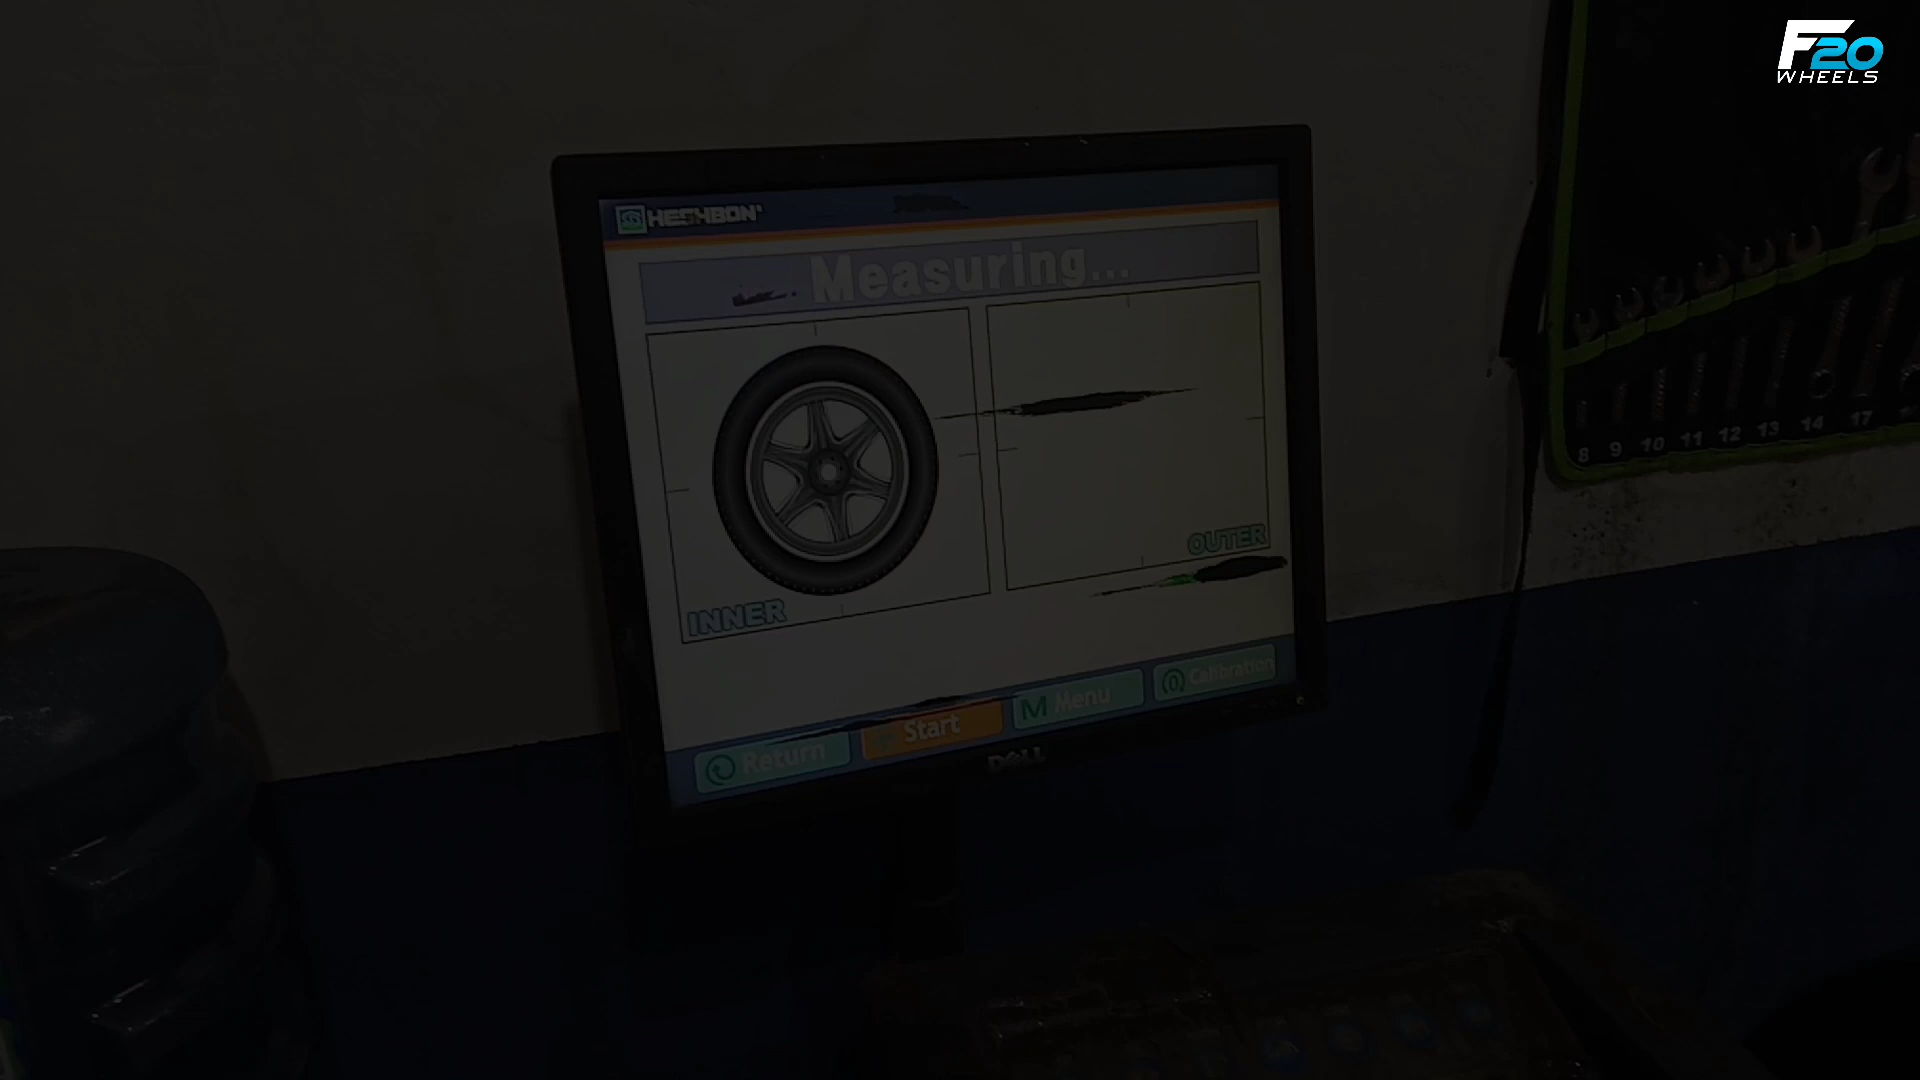 F20
WHEELS
HESHBON
Measuring...
OUTER
INNER
Return
Start
M Menu
0 Calibration
DELL
8 9 10 11 12 13 14 17